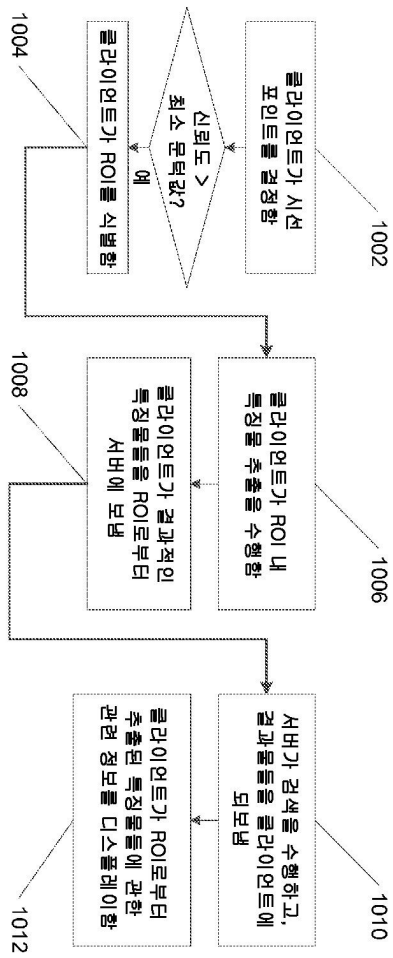 클라이언트가 시선
포인트를 결정함
1002
신뢰도 >
최소 문턱값?
예
클라이언트가 ROI를 식별함
1004
클라이언트가 ROI 내
특징물 추출을 수행함
1006
클라이언트가 결과적인
특징물들을 ROI로부터
서버에 보냄
1008
서버가 검색을 수행하고,
결과물들을 클라이언트에
되보냄
1010
클라이언트가 ROI로부터
추출된 특징물들에 관한
관련 정보를 디스플레이함
1012